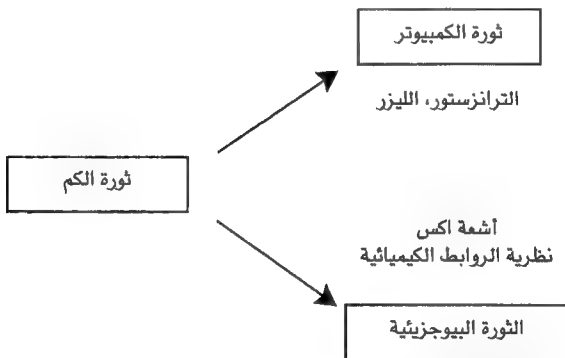 ثورة الكمبيوتر
الترانزستور، الليزر
ثورة الكم
أشعة اكس
نظرية الروابط الكيميائية
الثورة البيوجزيئية